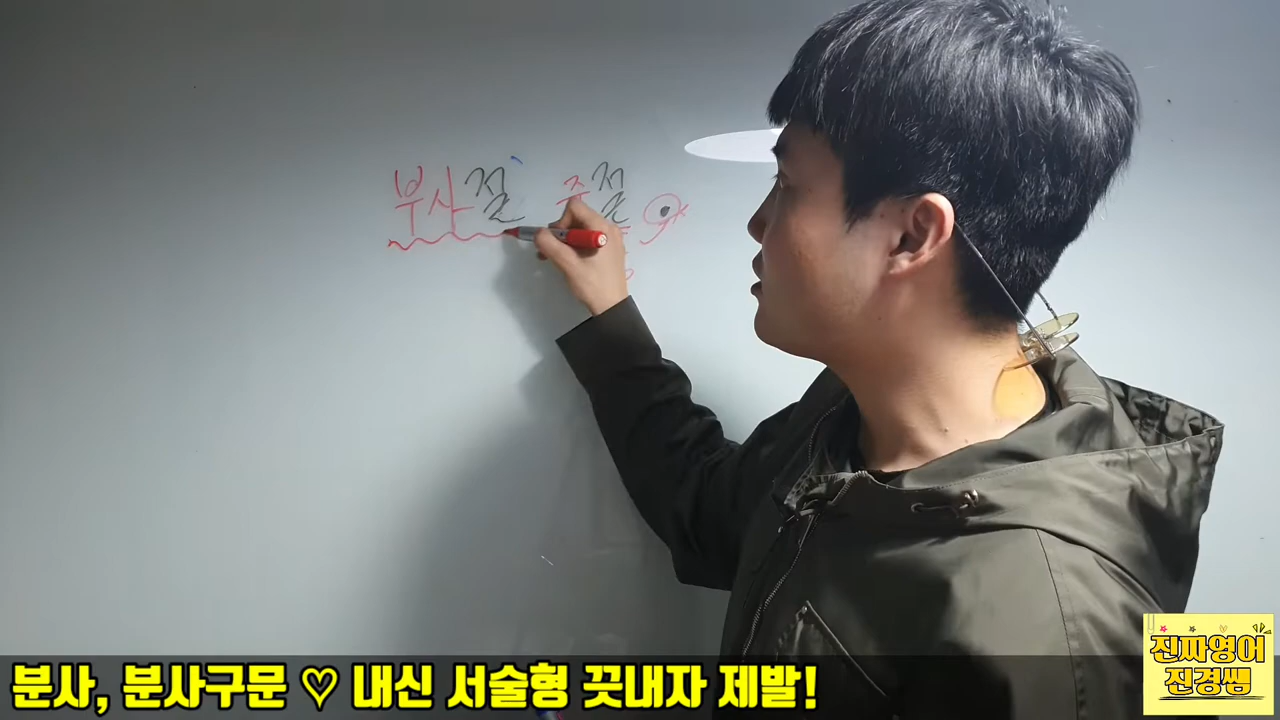 부사절 주절
분사, 분사구문 ♡ 내신 서술형 끗내자 제발!
진짜영어
진경쌤